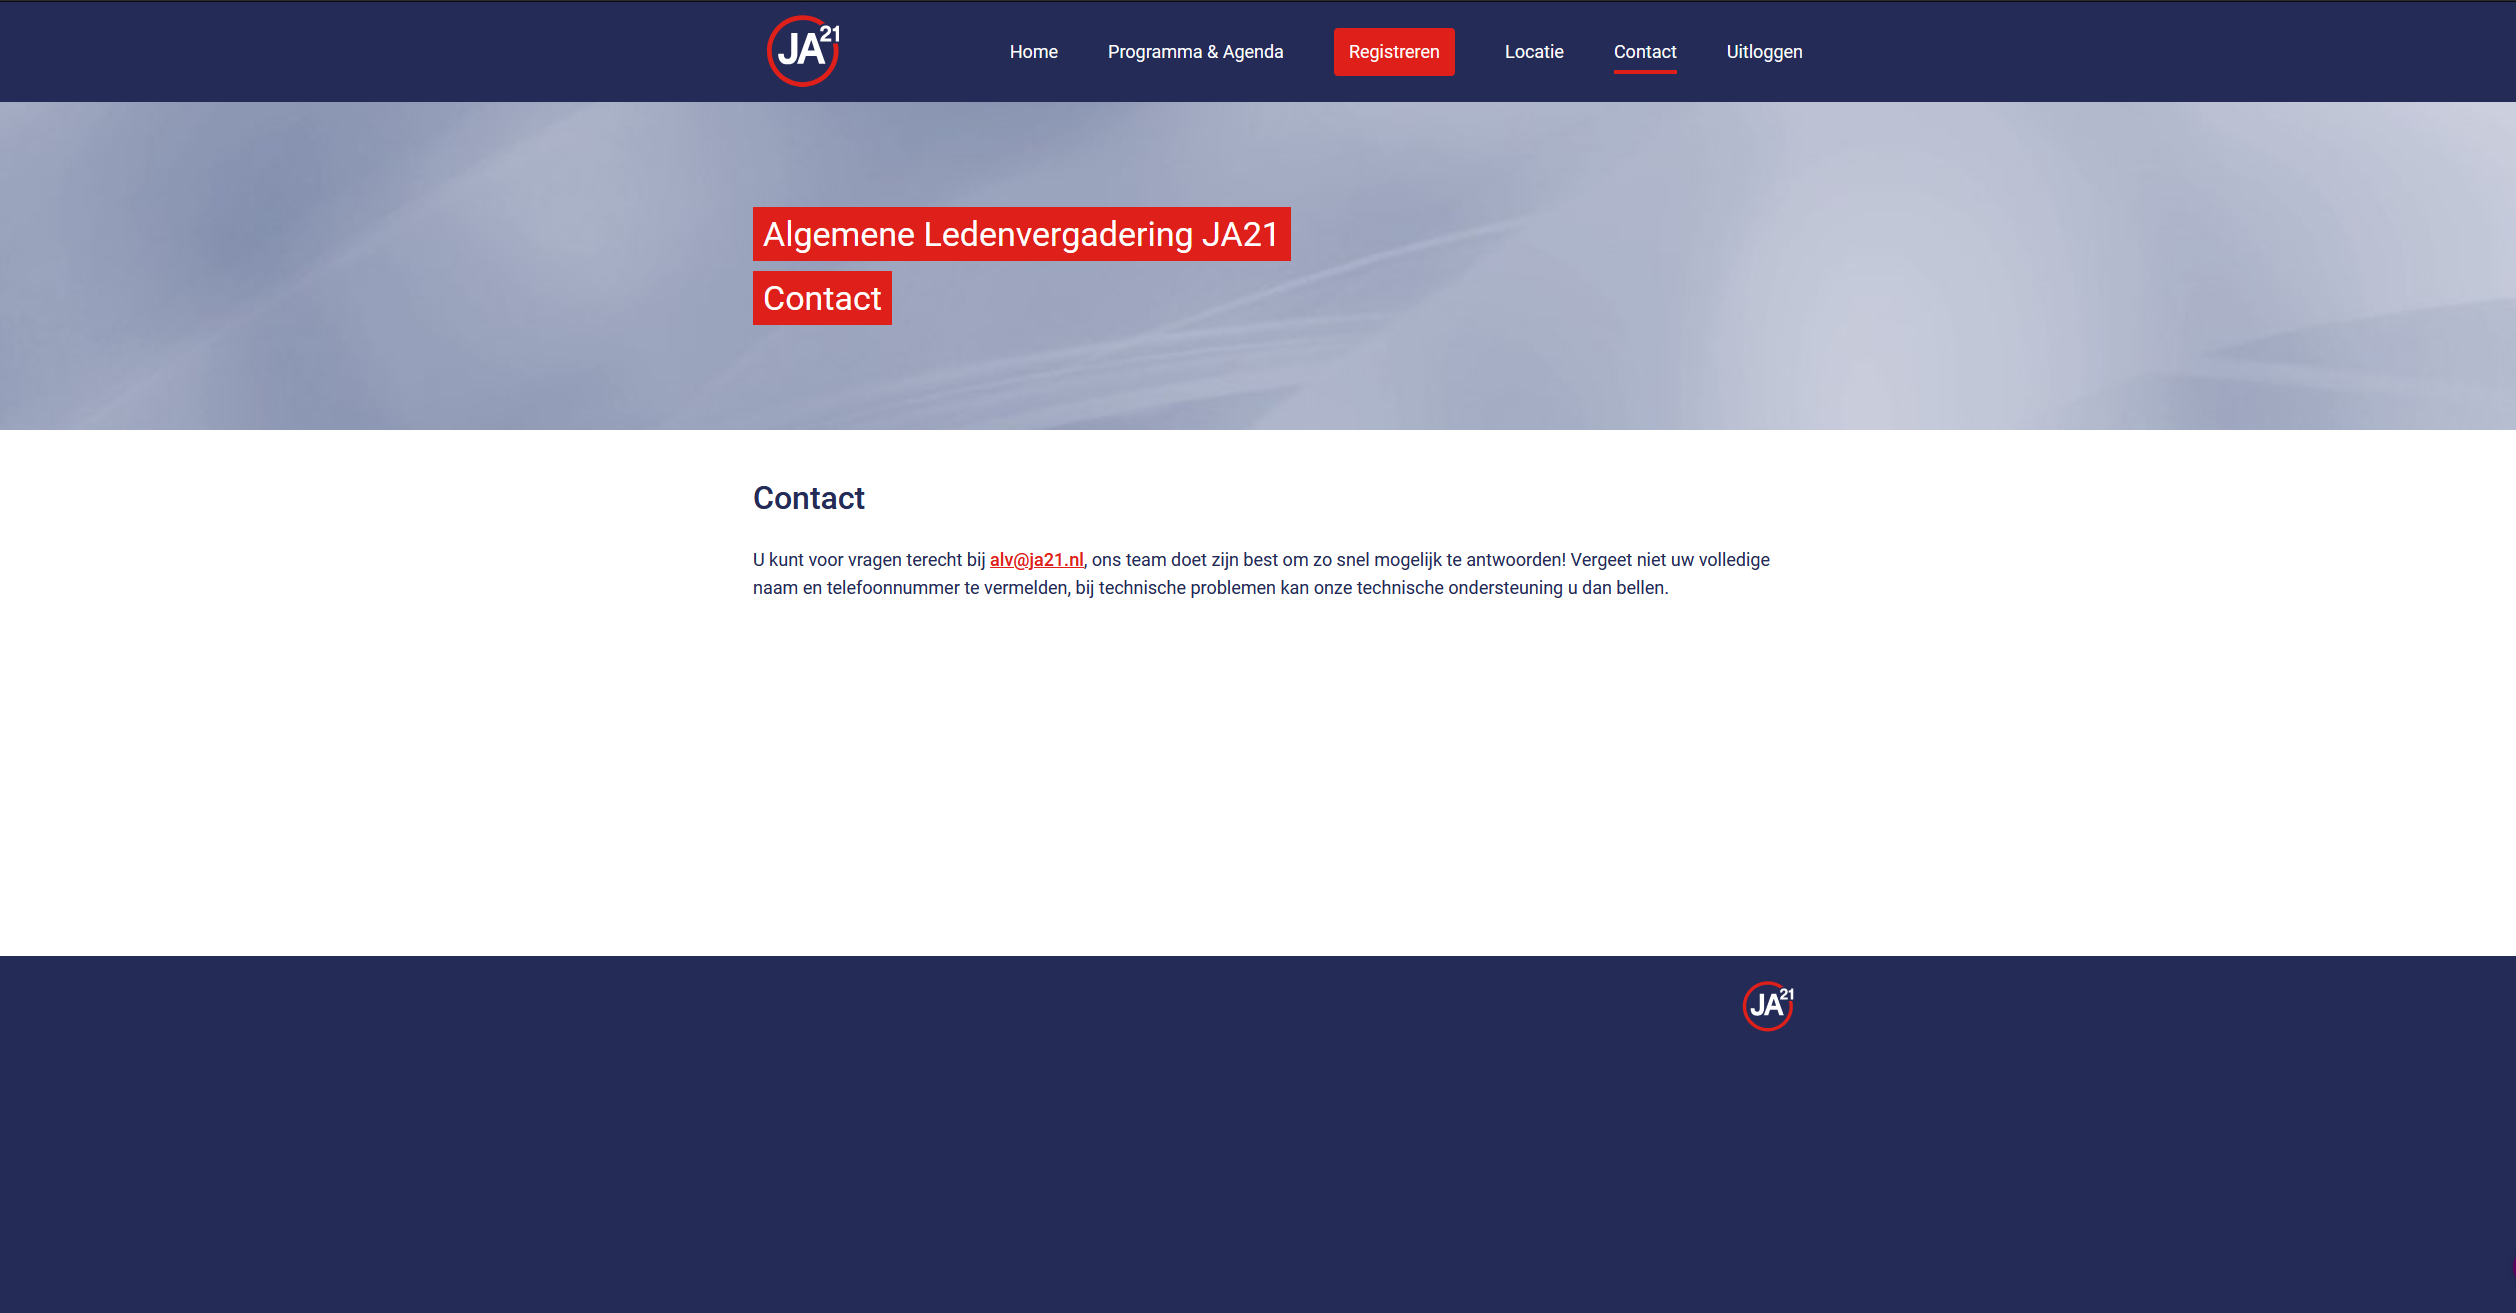 JA21
Home
Programma & Agenda
Registreren
Locatie
Contact
Uitloggen
Algemene Ledenvergadering JA21
Contact
Contact
U kunt voor vragen terecht bij alv@ja21.nl, ons team doet zijn best om zo snel mogelijk te antwoorden! Vergeet niet uw volledige
naam en telefoonnummer te vermelden, bij technische problemen kan onze technische ondersteuning u dan bellen.
JA21